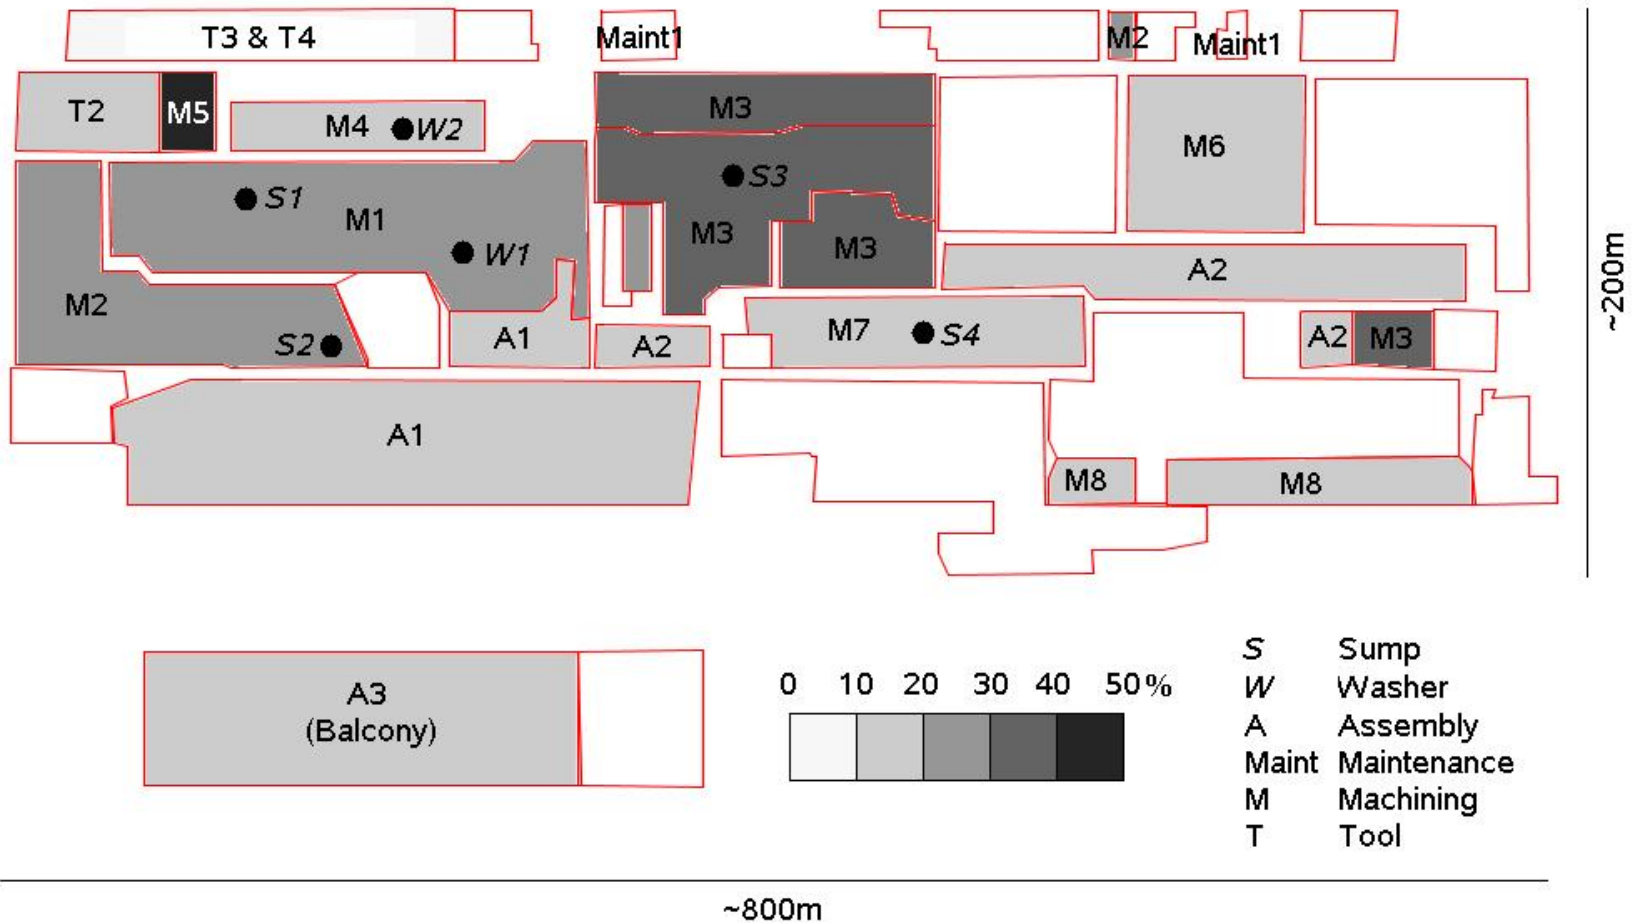 T3 & T4
Maint1
M2
Maint1
T2
M5
M4
W2
M3
M6
S1
M1
W1
S3
M3
M3
A2
M2
S2
A1
A2
M7
S4
A2
M3
A1
M8
M8
~200m
A3
(Balcony)
0 10 20 30 40 50%
S Sump
W Washer
A Assembly
Maint Maintenance
M Machining
T Tool
~800m